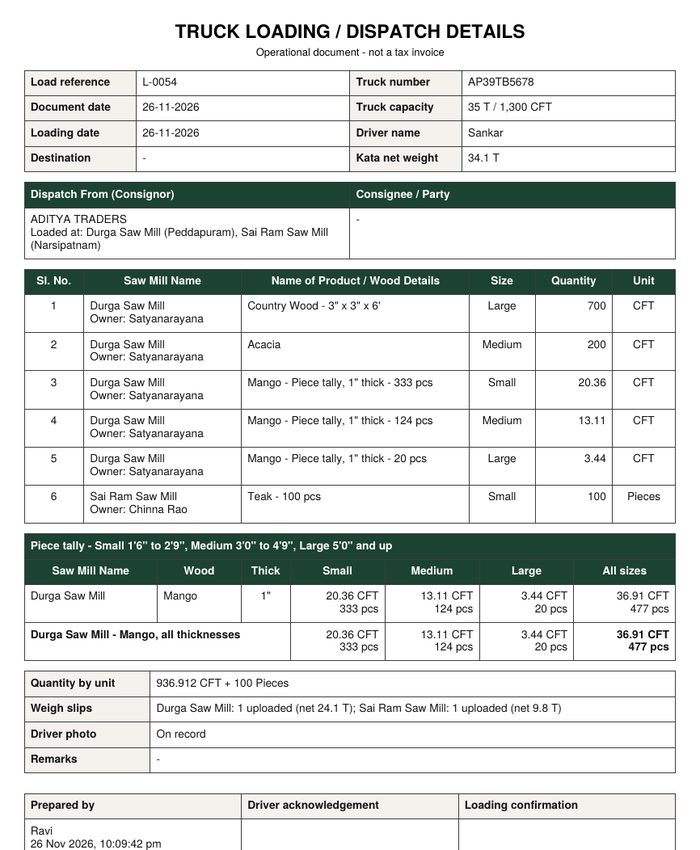 TRUCK LOADING / DISPATCH DETAILS
Operational document - not a tax invoice
Load reference L-0054 Truck number AP39TB5678
Document date 26-11-2026 Truck capacity 35 T / 1,300 CFT
Loading date 26-11-2026 Driver name Sankar
Destination - Kata net weight 34.1 T
Dispatch From (Consignor) Consignee / Party
ADITYA TRADERS -
Loaded at: Durga Saw Mill (Peddapuram), Sai Ram Saw Mill
(Narsipatnam)
Sl. No. Saw Mill Name Name of Product / Wood Details Size Quantity Unit
1 Durga Saw Mill Country Wood - 3" x 3" x 6' Large 700 CFT
Owner: Satyanarayana
2 Durga Saw Mill Acacia Medium 200 CFT
Owner: Satyanarayana
3 Durga Saw Mill Mango - Piece tally, 1" thick - 333 pcs Small 20.36 CFT
Owner: Satyanarayana
4 Durga Saw Mill Mango - Piece tally, 1" thick - 124 pcs Medium 13.11 CFT
Owner: Satyanarayana
5 Durga Saw Mill Mango - Piece tally, 1" thick - 20 pcs Large 3.44 CFT
Owner: Satyanarayana
6 Sai Ram Saw Mill Teak - 100 pcs Small 100 Pieces
Owner: Chinna Rao
Piece tally - Small 1'6" to 2'9", Medium 3'0" to 4'9", Large 5'0" and up
Saw Mill Name Wood Thick Small Medium Large All sizes
Durga Saw Mill Mango 1" 20.36 CFT 13.11 CFT 3.44 CFT 36.91 CFT
333 pcs 124 pcs 20 pcs 477 pcs
Durga Saw Mill - Mango, all thicknesses 20.36 CFT 13.11 CFT 3.44 CFT 36.91 CFT
333 pcs 124 pcs 20 pcs 477 pcs
Quantity by unit 936.912 CFT + 100 Pieces
Weigh slips Durga Saw Mill: 1 uploaded (net 24.1 T); Sai Ram Saw Mill: 1 uploaded (net 9.8 T)
Driver photo On record
Remarks -
Prepared by Driver acknowledgement Loading confirmation
Ravi
26 Nov 2026, 10:09:42 pm